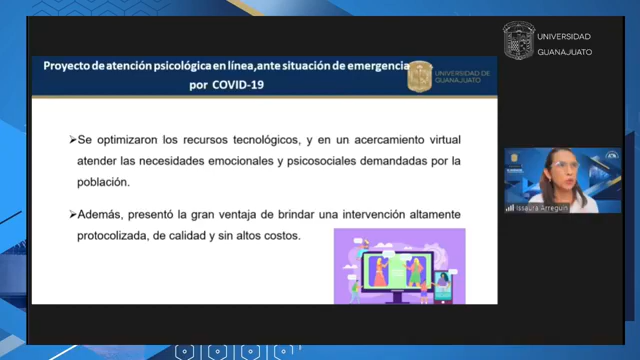 Proyecto de atención psicológica en línea,ante situación de emergencia
por COVID-19
UNIVERSIDAD DE
GUANAJUATO
UNIVERSIDAD
GUANAJUATO
➢Se optimizaron los recursos tecnológicos, y en un acercamiento virtual
atender las necesidades emocionales y psicosociales demandadas por la
población.
➢Además, presentó la gran ventaja de brindar una intervención altamente
protocolizada, de calidad y sin altos costos.
Issaura Arreguin